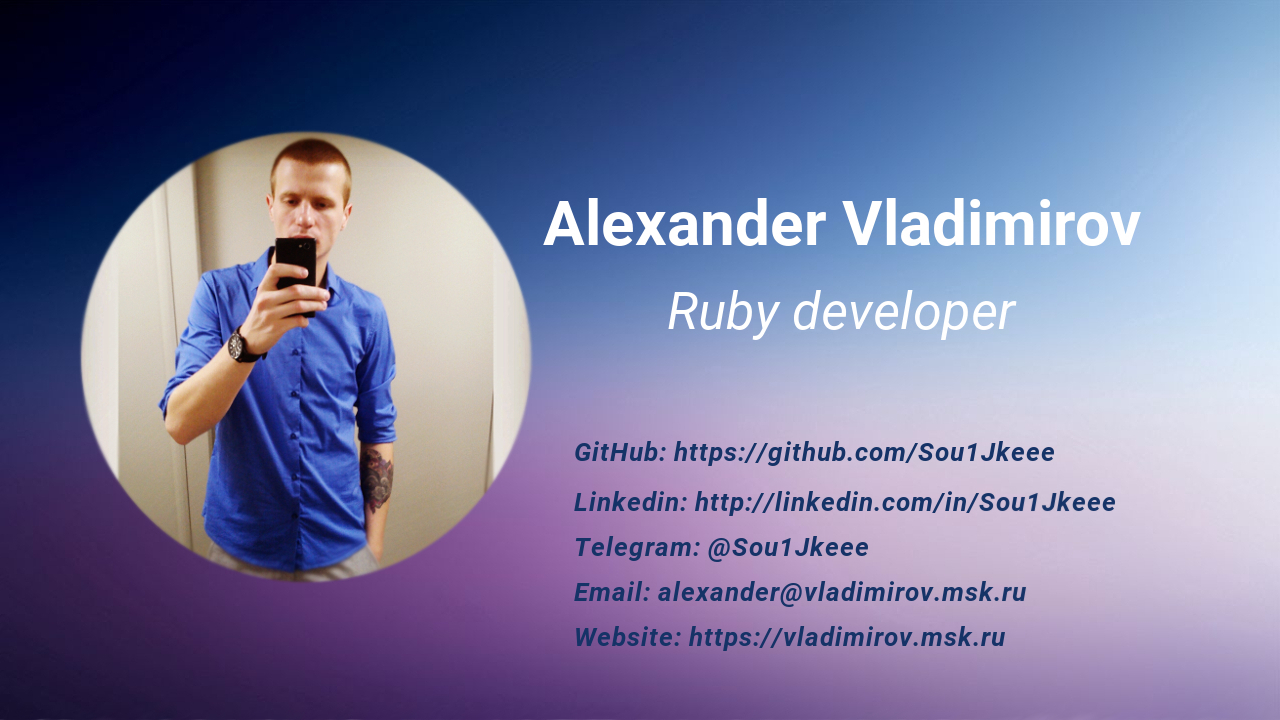 Alexander Vladimirov
Ruby developer
GitHub: https://github.com/Sou1Jkeee
Linkedin: http://linkedin.com/in/Sou1Jkeee
Telegram: @Sou1Jkeee
Email: alexander@vladimirov.msk.ru
Website: https://vladimirov.msk.ru